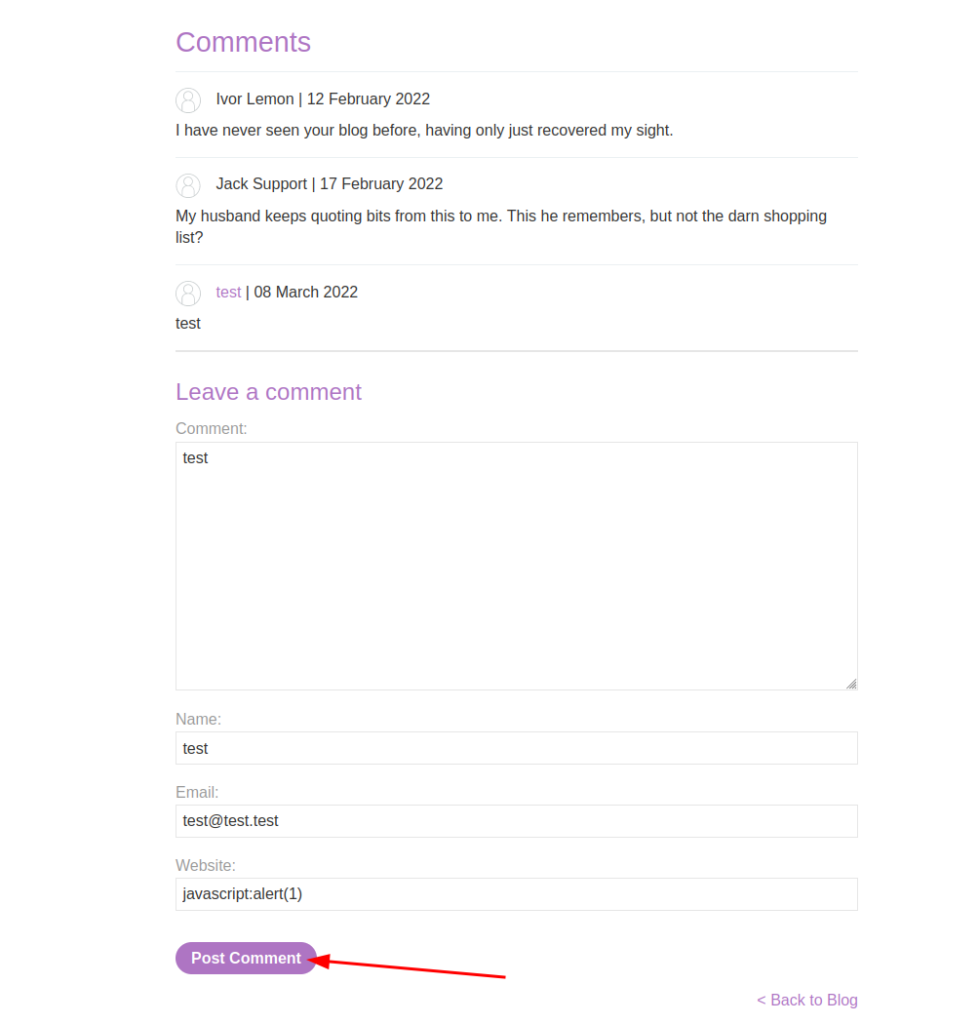 Comments
Ivor Lemon | 12 February 2022
I have never seen your blog before, having only just recovered my sight.
Jack Support | 17 February 2022
My husband keeps quoting bits from this to me. This he remembers, but not the darn shopping
list?
test | 08 March 2022
test
Leave a comment
Comment:
test
Name:
test
Email:
test@test.test
Website:
javascript:alert(1)
Post Comment
< Back to Blog